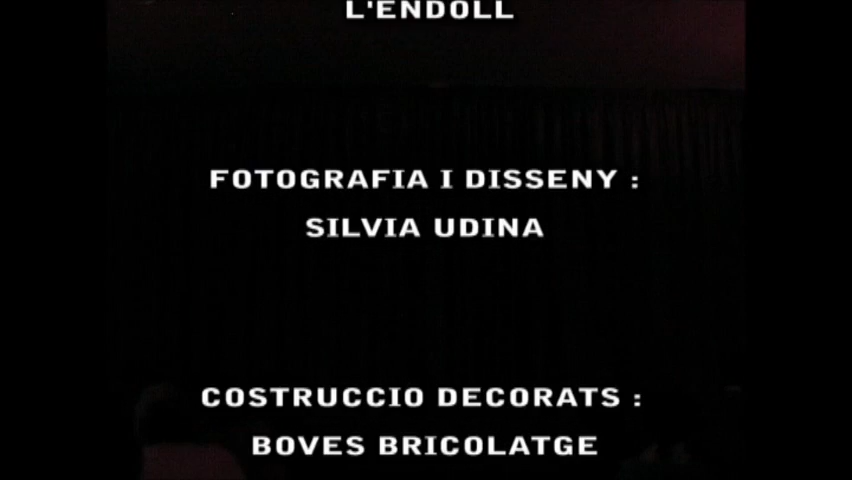 L'ENDOLL
FOTOGRAFIA I DISSENY :
SILVIA UDINA
COSTRUCCIO DECORATS :
BOVES BRICOLATGE